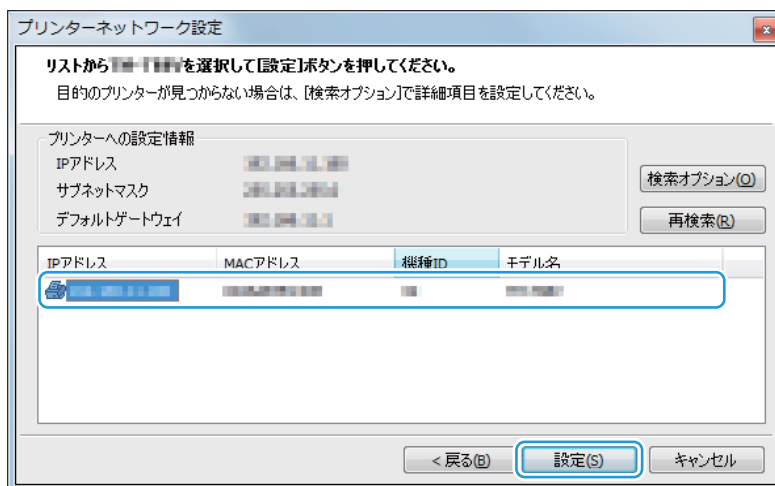 プリンターネットワーク設定
リストから を選択して[設定]ボタンを押してください。
目的のプリンターが見つからない場合は、[検索オプション]で詳細項目を設定してください。
プリンターへの設定情報
IPアドレス
サブネットマスク
デフォルトゲートウェイ
検索オプション(O)
再検索(R)
IPアドレス MACアドレス 機種ID モデル名
< 戻る(B) 設定(S) キャンセル